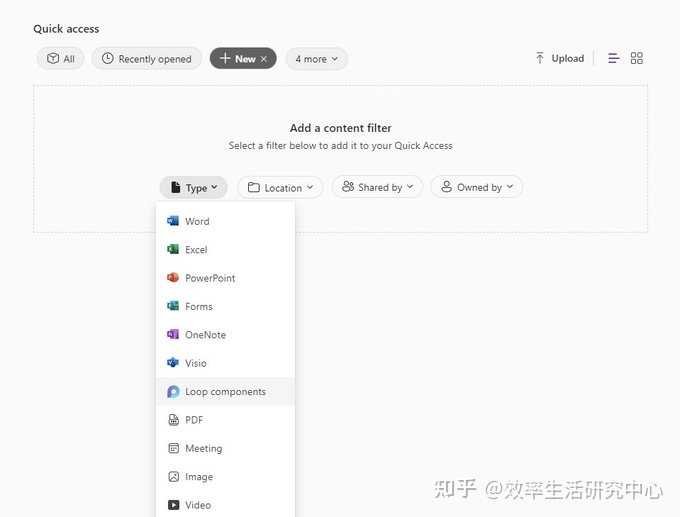 Quick access
All
Recently opened
New
4 more
Upload
Add a content filter
Select a filter below to add it to your Quick Access
Type
Location
Shared by
Owned by
Word
Excel
PowerPoint
Forms
OneNote
Visio
Loop components
PDF
Meeting
Image
Video
知乎 @效率生活研究中心